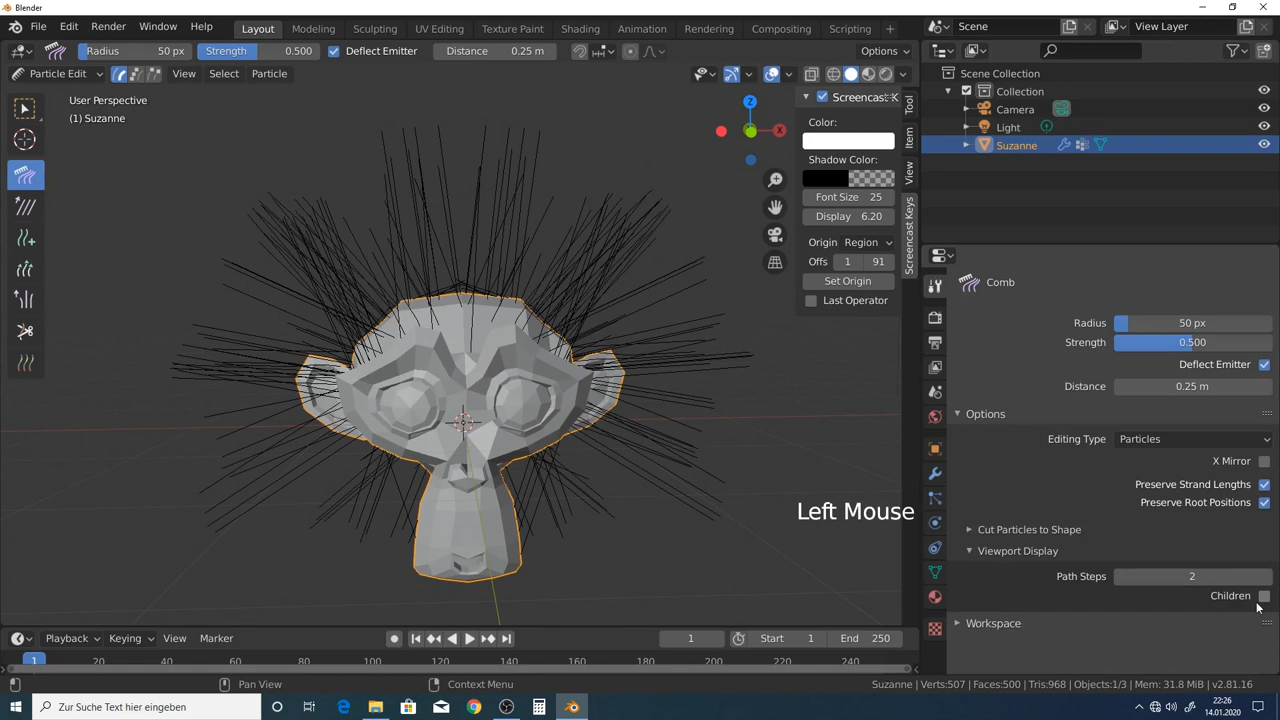 Blender
File Edit Render Window Help
Layout Modeling Sculpting UV Editing Texture Paint Shading Animation Rendering Compositing Scripting
Scene View Layer
Radius 50 px Strength 0.500 Deflect Emitter Distance 0.25 m Options
Particle Edit View Select Particle
Scene Collection
Collection
Camera
Light
Suzanne
User Perspective
(1) Suzanne
Z
X
Screencast K
Color:
Shadow Color:
Font Size 25
Display 6.20
Origin Region
Offs 1 91
Set Origin
Last Operator
Tool
Item
View
Screencast Keys
Left Mouse
Comb
Radius 50 px
Strength 0.500
Deflect Emitter
Distance 0.25 m
Options
Editing Type Particles
X Mirror
Preserve Strand Lengths
Preserve Root Positions
Cut Particles to Shape
Viewport Display
Path Steps 2
Children
Workspace
Playback Keying View Marker 1 Start 1 End 250
1 20 40 60 80 100 120 140 160 180 200 220 240
Pan View Context Menu Suzanne | Verts:507 | Faces:500 | Tris:968 | Objects:1/3 | Mem: 31.8 MiB | v2.81.16
Zur Suche Text hier eingeben
22:26
14.01.2020